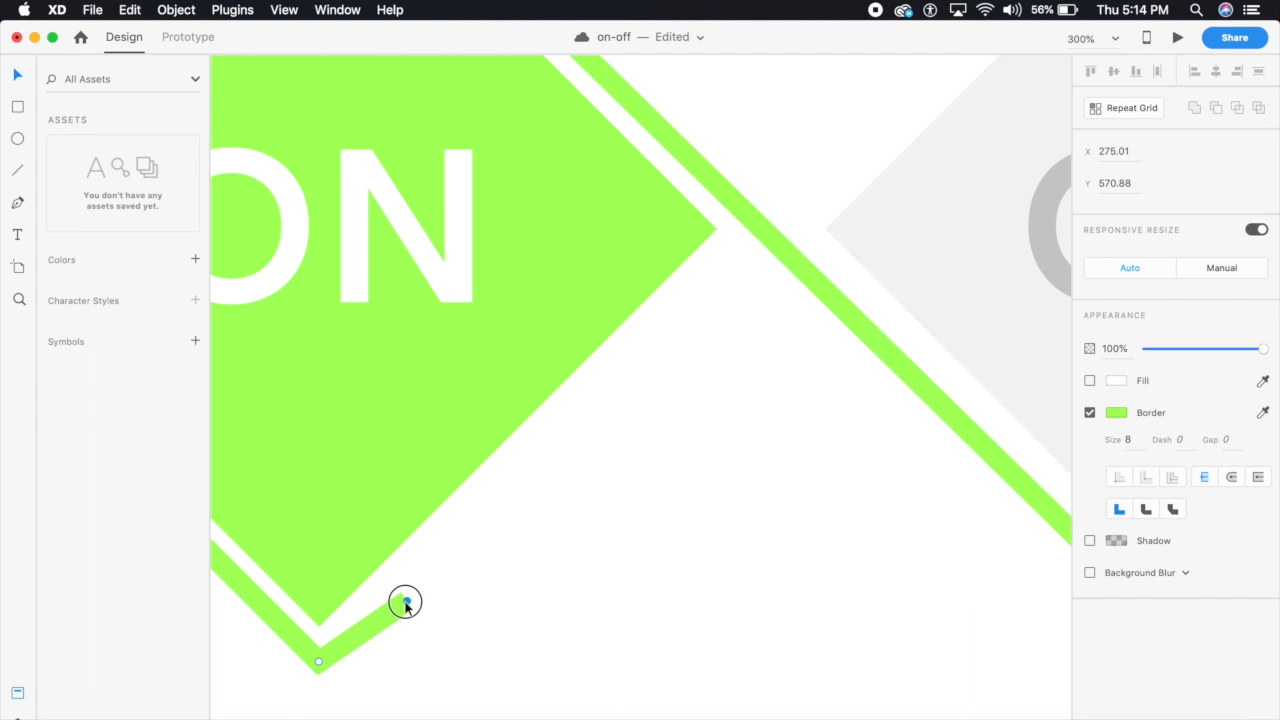 XD File Edit Object Plugins View Window Help 56% Thu 5:14 PM
Design Prototype on-off — Edited 300% Share
All Assets
ASSETS
You don't have any
assets saved yet.
Colors +
Character Styles +
Symbols +
ON
Repeat Grid
X 275.01
Y 570.88
RESPONSIVE RESIZE
Auto Manual
APPEARANCE
100%
Fill
Border
Size 8 Dash 0 Gap 0
Shadow
Background Blur